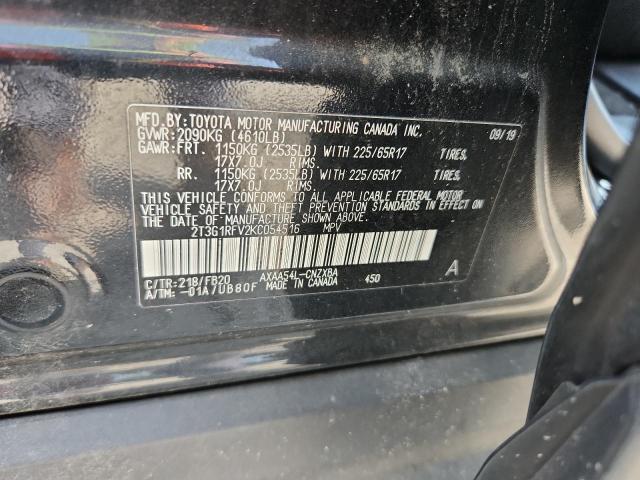 MFD.BY:TOYOTA MOTOR MANUFACTURING CANADA INC. 09/19
GVWR:2090KG (4610LB)
GAWR:FRT. 1150KG (2535LB) WITH 225/65R17 TIRES,
17X7.0J RIMS.
RR. 1150KG (2535LB) WITH 225/65R17 TIRES,
17X7.0J RIMS.
THIS VEHICLE CONFORMS TO ALL APPLICABLE FEDERAL MOTOR
VEHICLE SAFETY AND THEFT PREVENTION STANDARDS IN EFFECT ON
THE DATE OF MANUFACTURE SHOWN ABOVE.
2T3G1RFV2KC054516 MPV
C/TR:218/FB20 AXAA54L-CNZXBA 450 A
A/TM: -01A/UB80F MADE IN CANADA